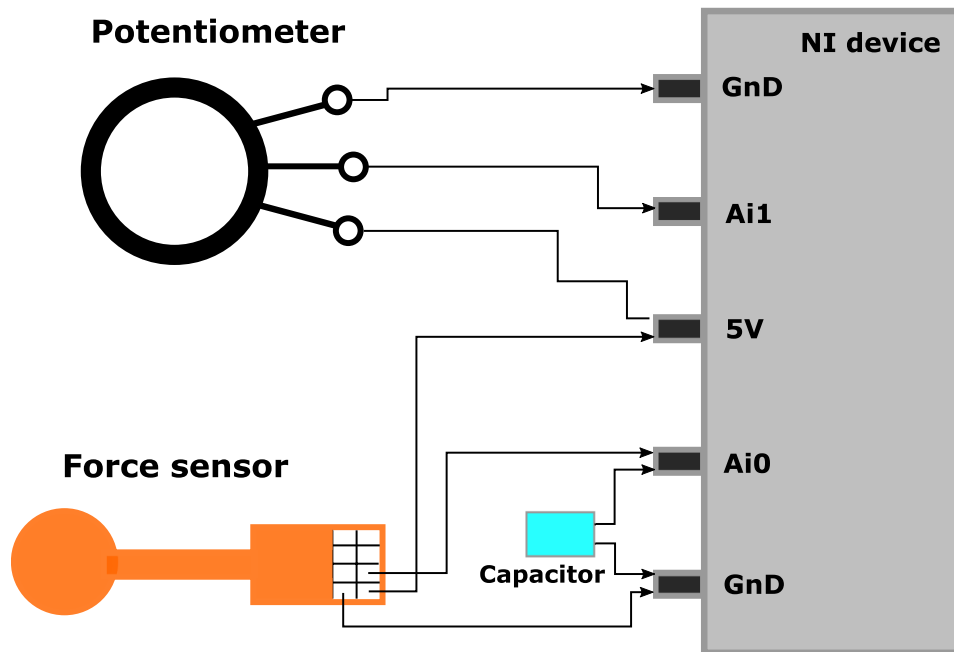 Potentiometer
NI device
GnD
Ai1
5V
Force sensor
Ai0
Capacitor
GnD